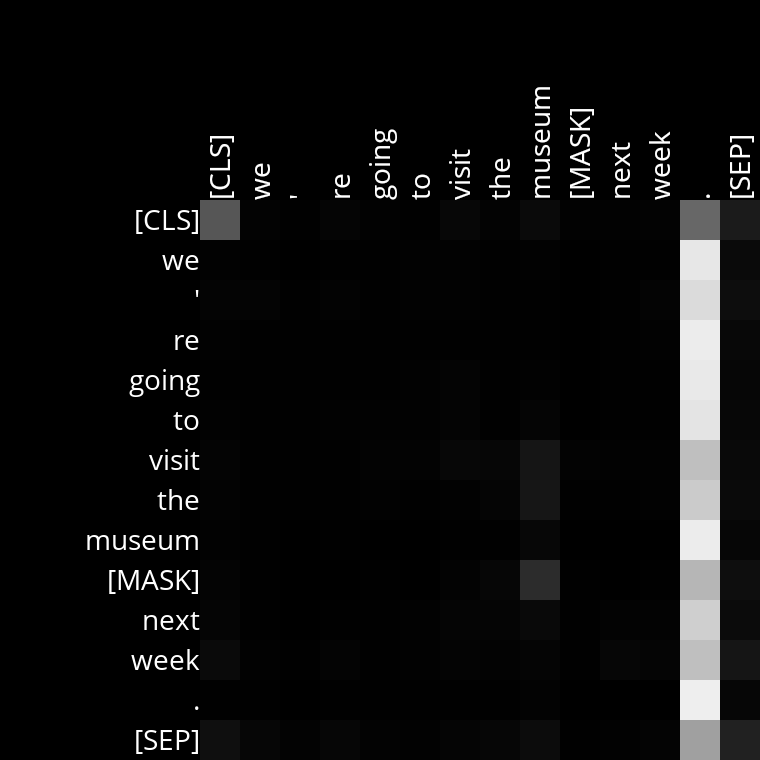 [CLS] we ' re going to visit the museum [MASK] next week . [SEP]
[CLS]
we
'
re
going
to
visit
the
museum
[MASK]
next
week
.
[SEP]